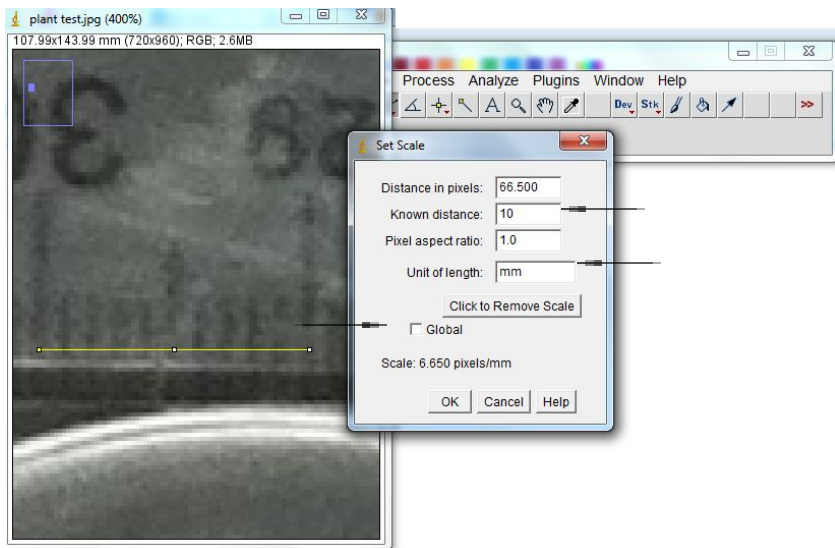 plant test.jpg (400%)
107.99x143.99 mm (720x960); RGB; 2.6MB
Process Analyze Plugins Window Help
Dev Stk >>
Set Scale
Distance in pixels: 66.500
Known distance: 10
Pixel aspect ratio: 1.0
Unit of length: mm
Click to Remove Scale
Global
Scale: 6.650 pixels/mm
OK Cancel Help